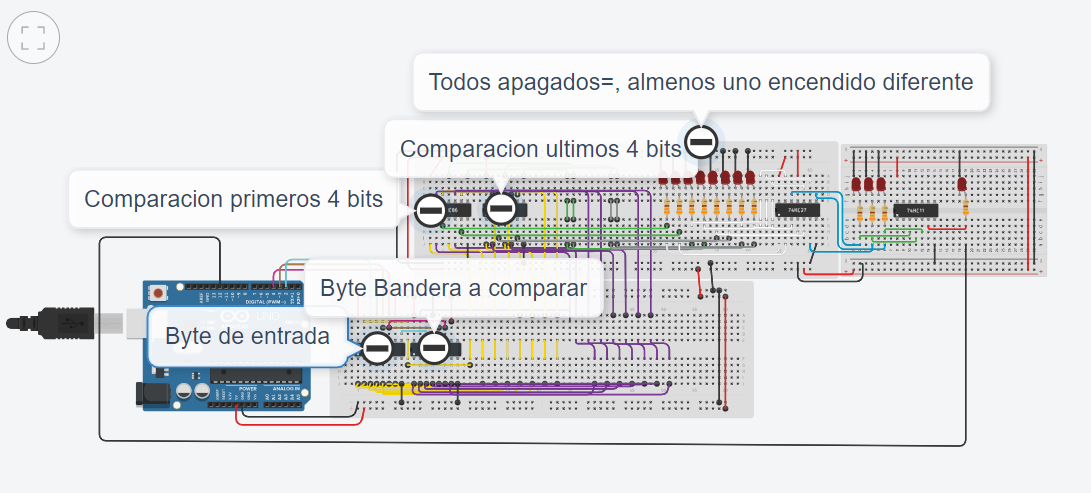 Todos apagados=, almenos uno encendido diferente
Comparacion ultimos 4 bits
Comparacion primeros 4 bits
74HC27
74HC11
Byte Bandera a comparar
DIGITAL (PWM~)
UNO
Byte de entrada
POWER
ANALOG IN